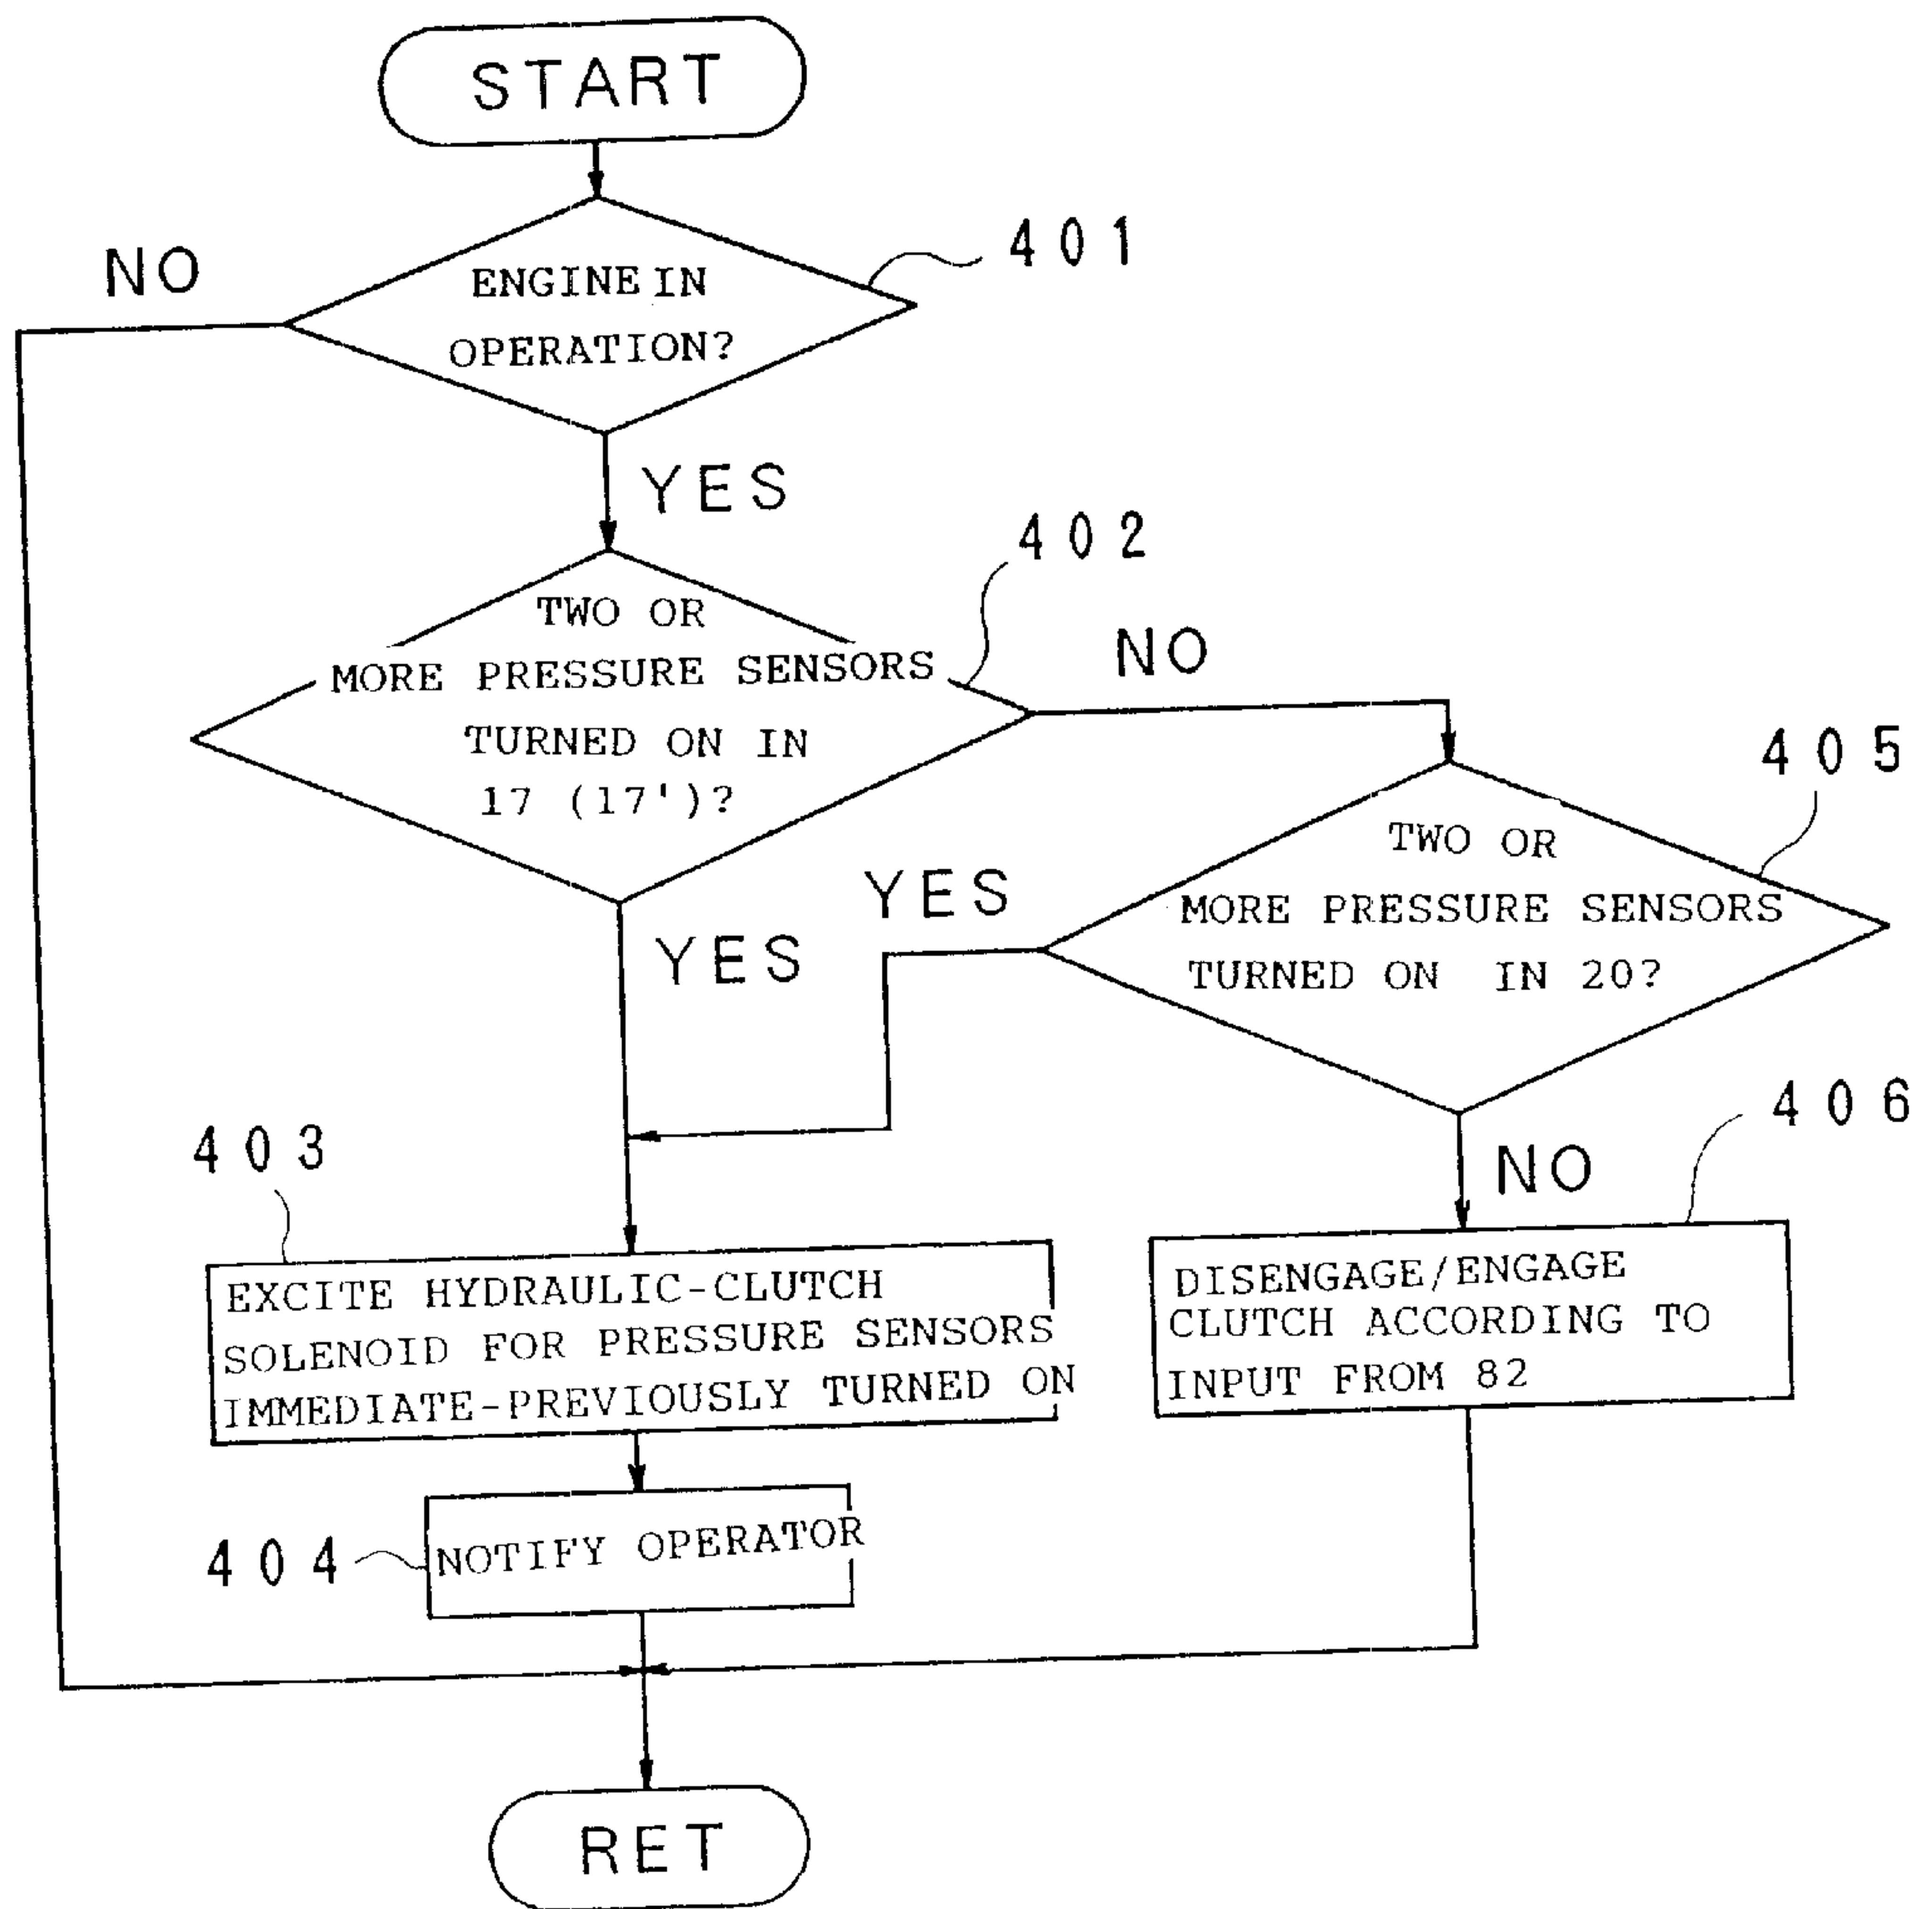 START
NO
401
ENGINE IN
OPERATION?
YES
402
TWO OR
MORE PRESSURE SENSORS
TURNED ON IN
17 (17')?
NO
405
TWO OR
MORE PRESSURE SENSORS
TURNED ON IN 20?
YES
YES
403
406
NO
EXCITE HYDRAULIC-CLUTCH
SOLENOID FOR PRESSURE SENSORS
IMMEDIATE-PREVIOUSLY TURNED ON
DISENGAGE/ENGAGE
CLUTCH ACCORDING TO
INPUT FROM 82
404
NOTIFY OPERATOR
RET